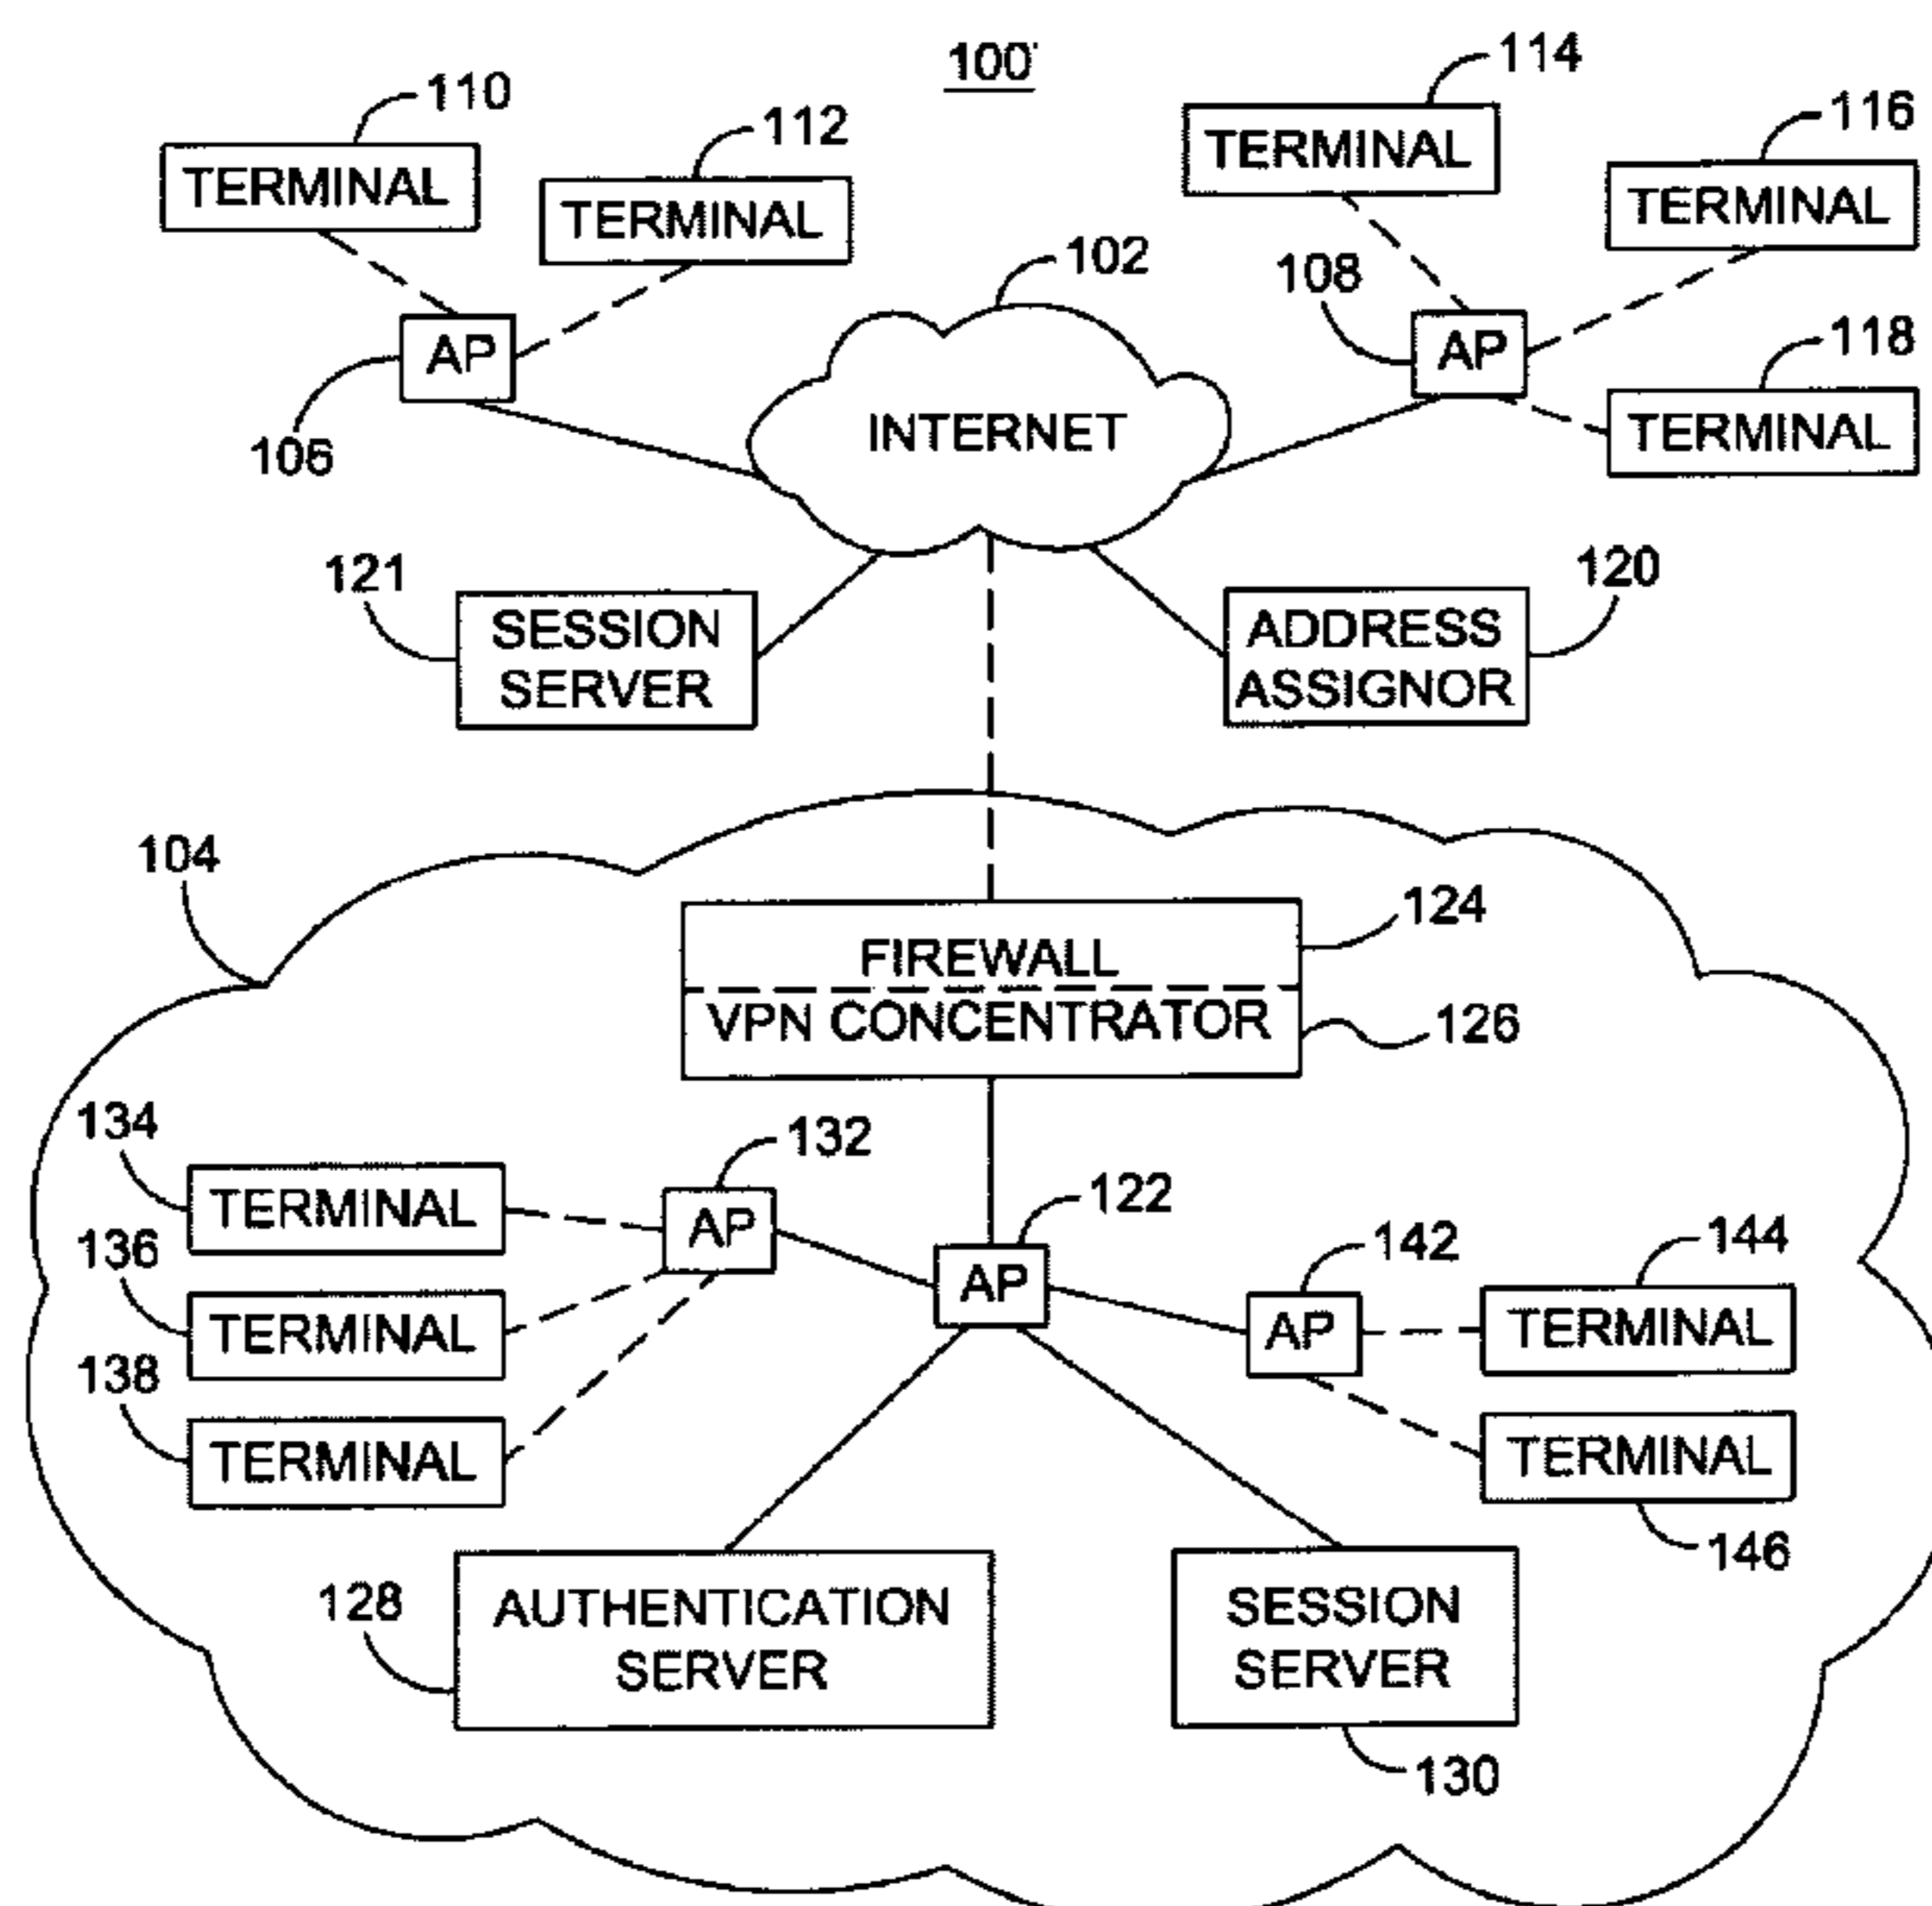 100'
110
112
114
116
TERMINAL
TERMINAL
TERMINAL
TERMINAL
102
108
118
AP
AP
106
INTERNET
TERMINAL
121
120
SESSION
SERVER
ADDRESS
ASSIGNOR
104
124
FIREWALL
VPN CONCENTRATOR
126
134
132
122
TERMINAL
AP
142
144
136
AP
TERMINAL
AP
TERMINAL
138
TERMINAL
TERMINAL
146
128
AUTHENTICATION
SERVER
SESSION
SERVER
130